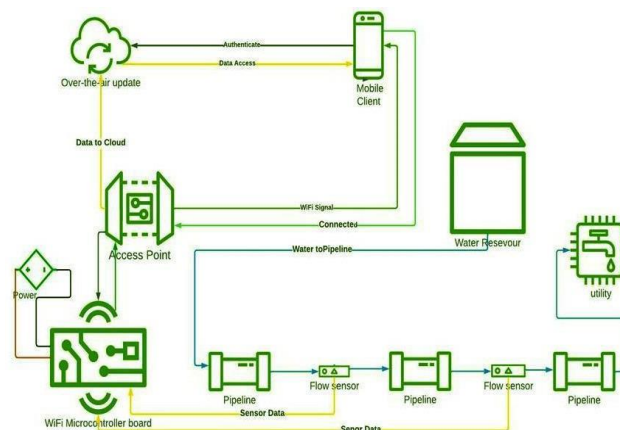 Authenticate
Data Access
Over-the-air update
Mobile
Client
Data to Cloud
WiFi Signal
Connected
Access Point
Water Resevour
Water toPipeline
Power
utility
Pipeline
Flow sensor
Pipeline
Flow sensor
Pipeline
Sensor Data
WiFi Microcontroller board
Senor Data